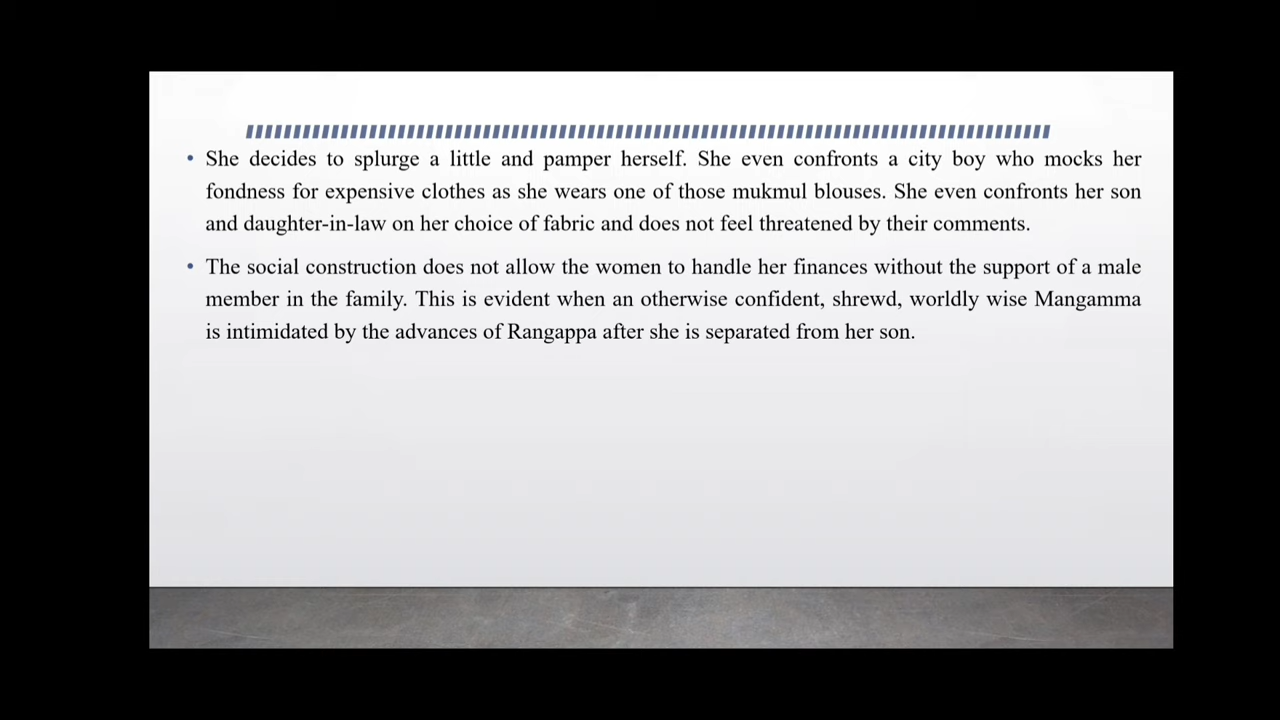 • She decides to splurge a little and pamper herself. She even confronts a city boy who mocks her
fondness for expensive clothes as she wears one of those mukmul blouses. She even confronts her son
and daughter-in-law on her choice of fabric and does not feel threatened by their comments.
• The social construction does not allow the women to handle her finances without the support of a male
member in the family. This is evident when an otherwise confident, shrewd, worldly wise Mangamma
is intimidated by the advances of Rangappa after she is separated from her son.